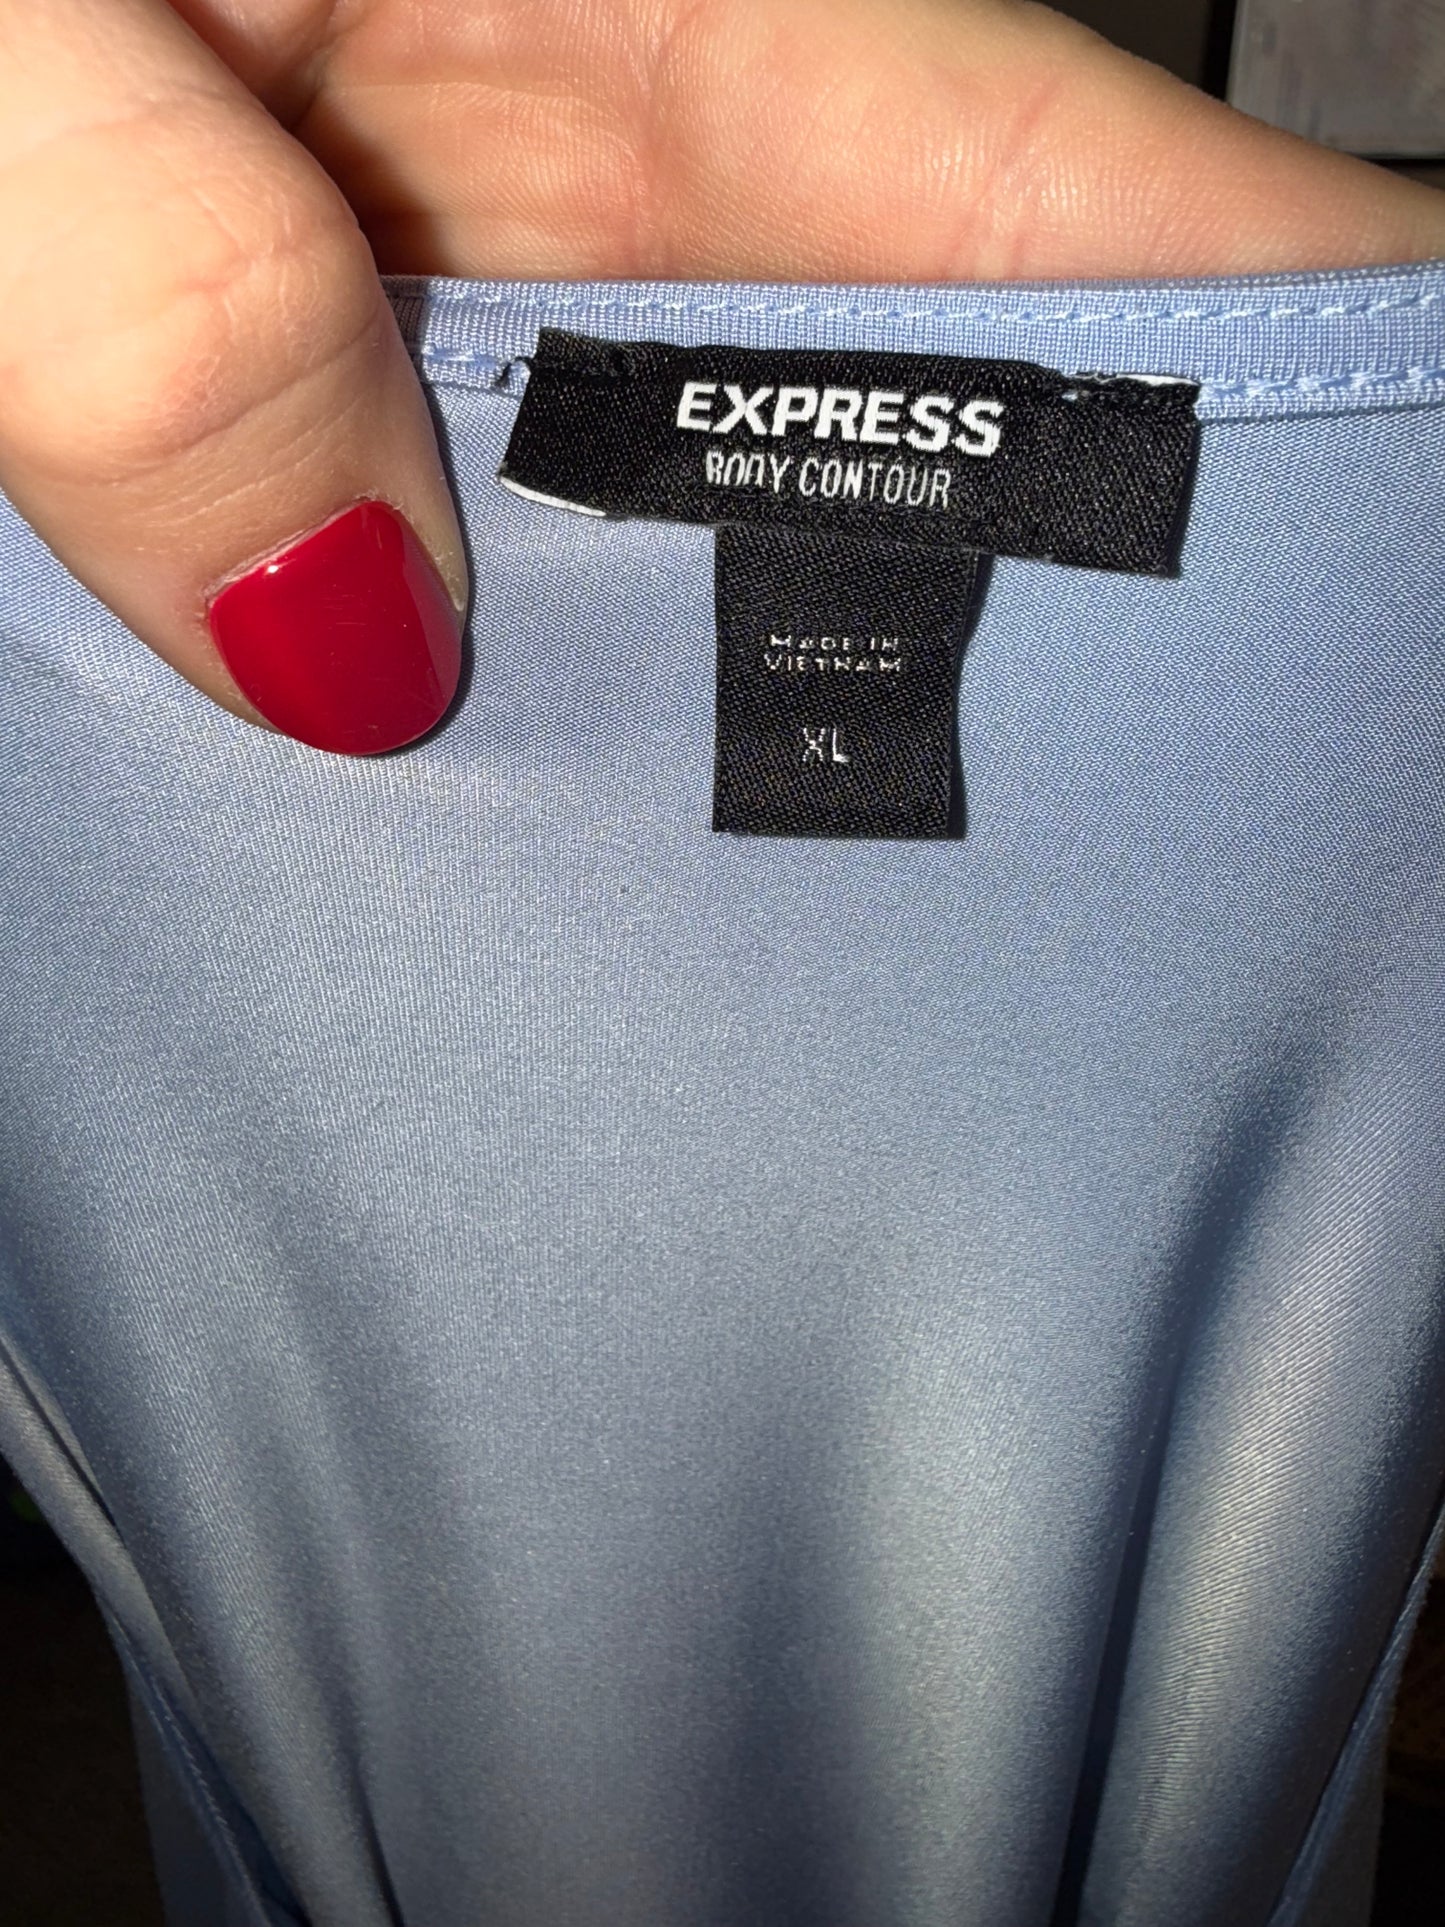 EXPRESS
BODY CONTOUR
MADE IN
VIETNAM
XL